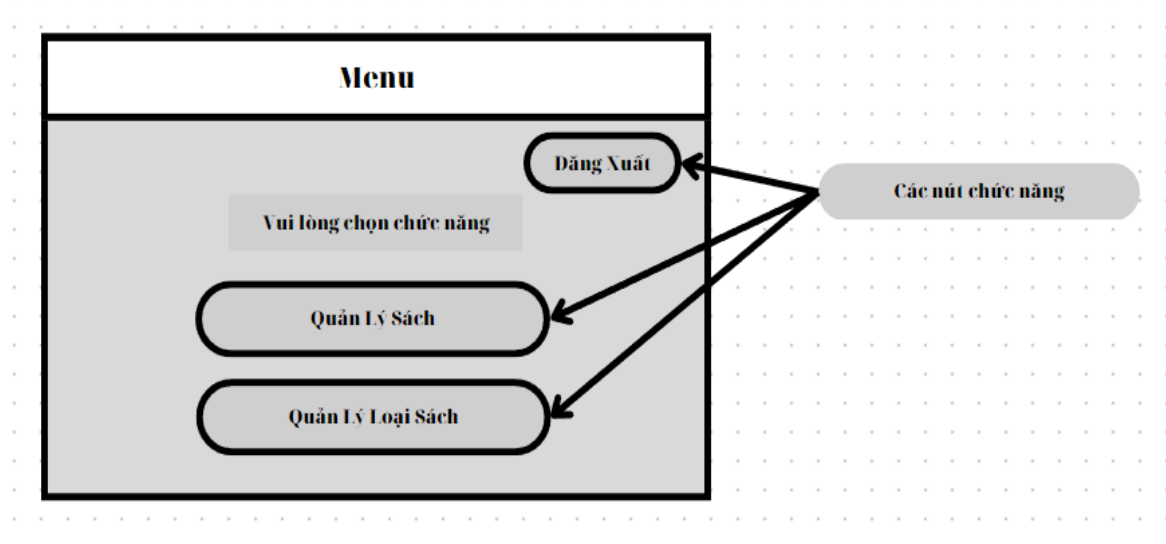 Menu
Đăng Xuất
Các nút chức năng
Vui lòng chọn chức năng
Quản Lý Sách
Quản Lý Loại Sách